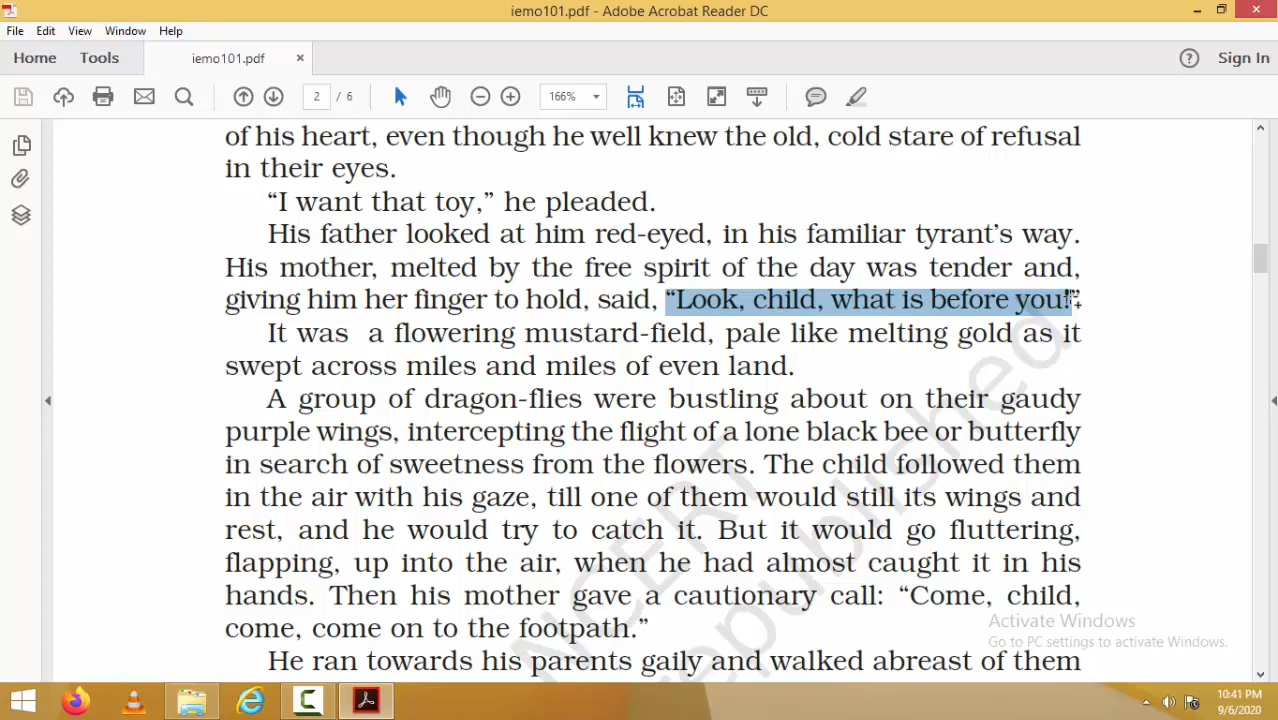 iemo101.pdf - Adobe Acrobat Reader DC
File Edit View Window Help
Home Tools iemo101.pdf × Sign In
2 / 6 166%
of his heart, even though he well knew the old, cold stare of refusal
in their eyes.
“I want that toy,” he pleaded.
His father looked at him red-eyed, in his familiar tyrant’s way.
His mother, melted by the free spirit of the day was tender and,
giving him her finger to hold, said, “Look, child, what is before you!”
It was a flowering mustard-field, pale like melting gold as it
swept across miles and miles of even land.
A group of dragon-flies were bustling about on their gaudy
purple wings, intercepting the flight of a lone black bee or butterfly
in search of sweetness from the flowers. The child followed them
in the air with his gaze, till one of them would still its wings and
rest, and he would try to catch it. But it would go fluttering,
flapping, up into the air, when he had almost caught it in his
hands. Then his mother gave a cautionary call: “Come, child,
come, come on to the footpath.”
He ran towards his parents gaily and walked abreast of them
NCERT
republished
Activate Windows
Go to PC settings to activate Windows.
10:41 PM
9/6/2020